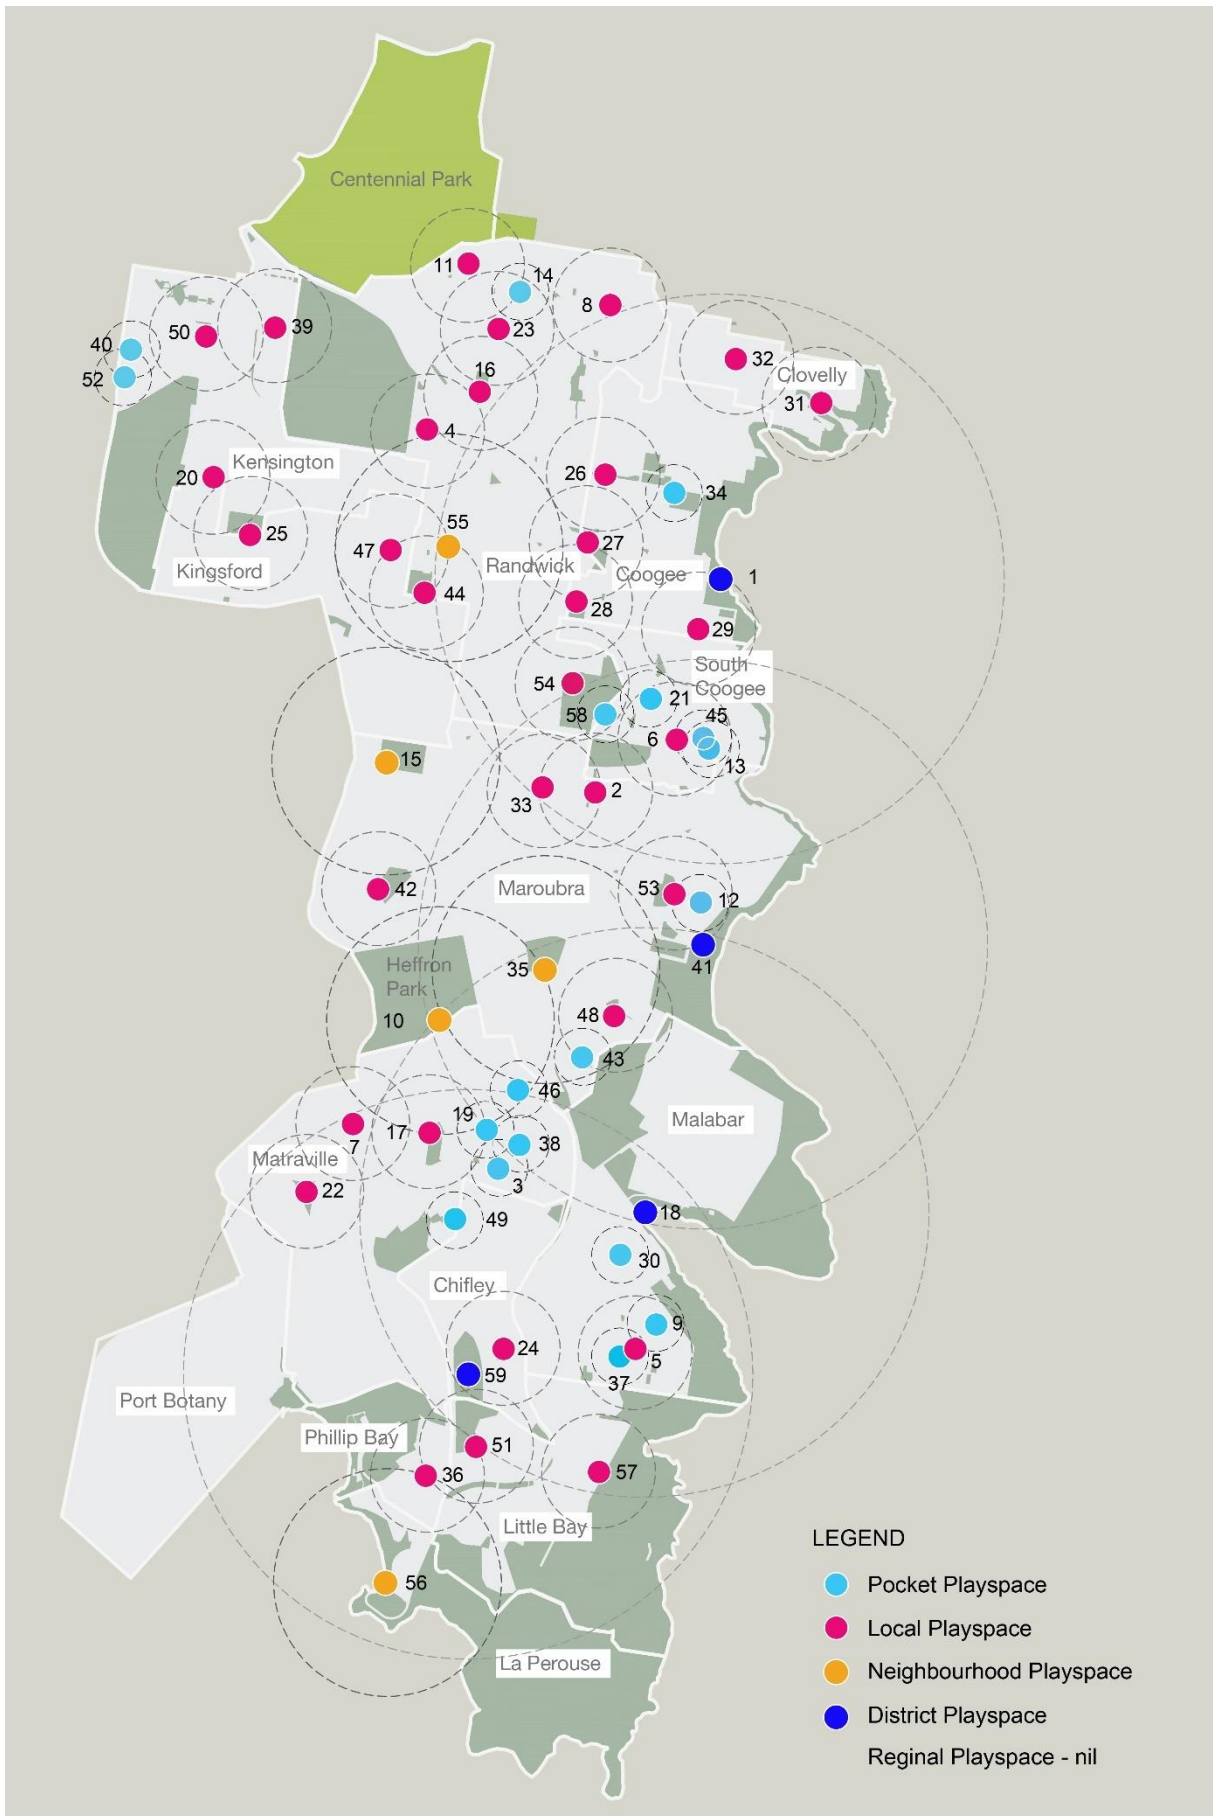 Centennial Park
11
14
8
50
39
23
40
32
52
16
Clovelly
31
4
Kensington
20
26
34
55
25
47
27
Randwick
Kingsford
Coogee
1
44
28
29
South
Coogee
54
21
58
45
6
15
13
33
2
Maroubra
42
53
12
Heffron
Park
35
41
10
48
43
46
19
17
38
Malabar
7
Matraville
3
22
49
18
30
Chifley
9
24
5
59
37
Port Botany
Phillip Bay
51
36
57
Little Bay
LEGEND
56
Pocket Playspace
Local Playspace
La Perouse
Neighbourhood Playspace
District Playspace
Reginal Playspace - nil